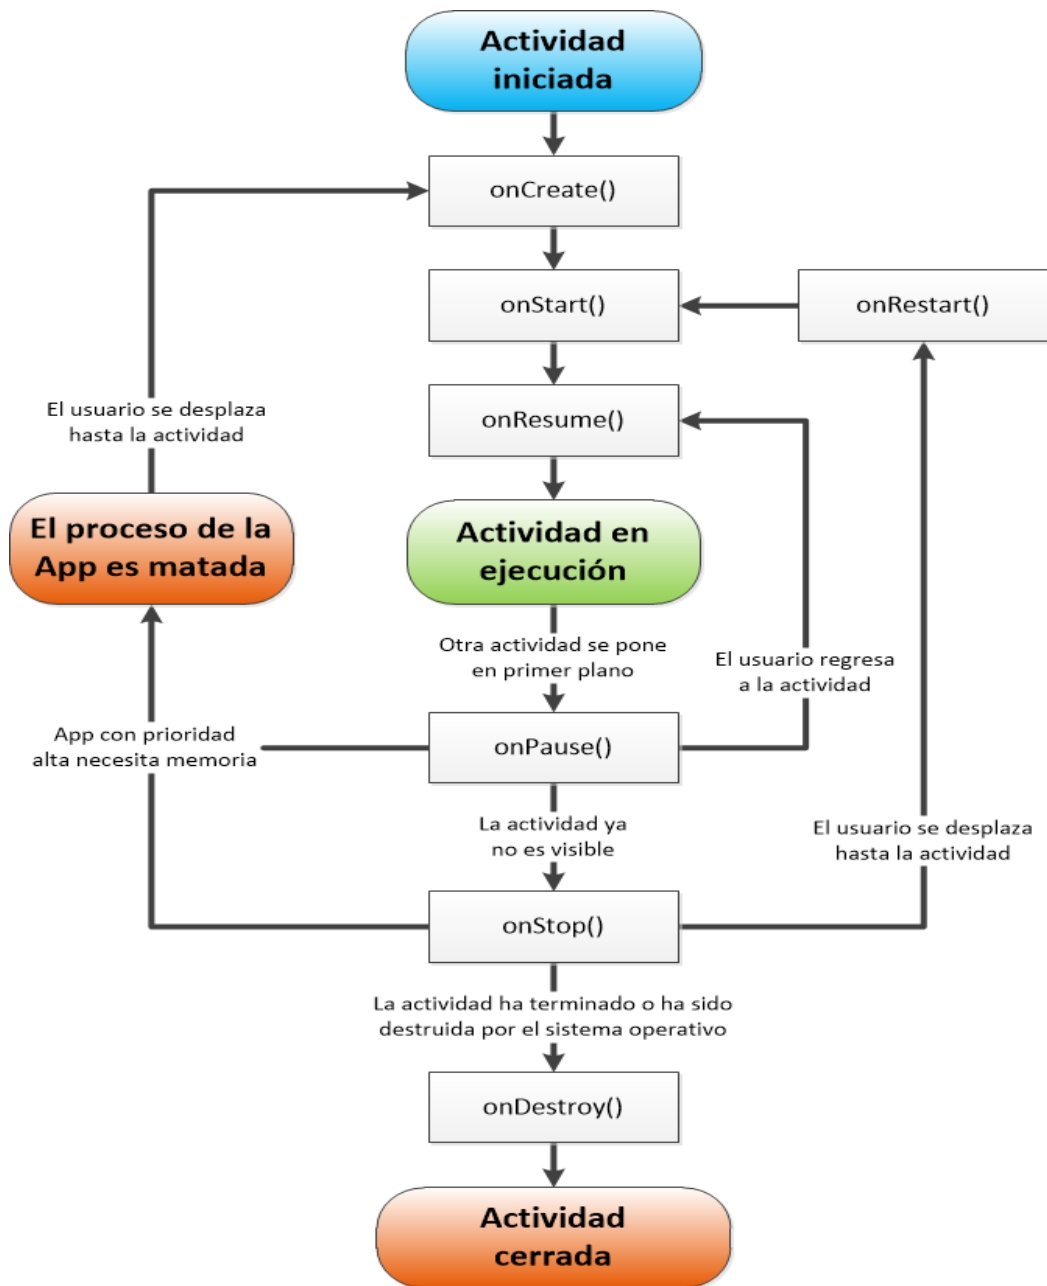 Actividad
iniciada
onCreate()
onStart()
onRestart()
onResume()
El usuario se desplaza
hasta la actividad
El proceso de la
App es matada
Actividad en
ejecución
Otra actividad se pone
en primer plano
El usuario regresa
a la actividad
App con prioridad
alta necesita memoria
onPause()
La actividad ya
no es visible
El usuario se desplaza
hasta la actividad
onStop()
La actividad ha terminado o ha sido
destruida por el sistema operativo
onDestroy()
Actividad
cerrada